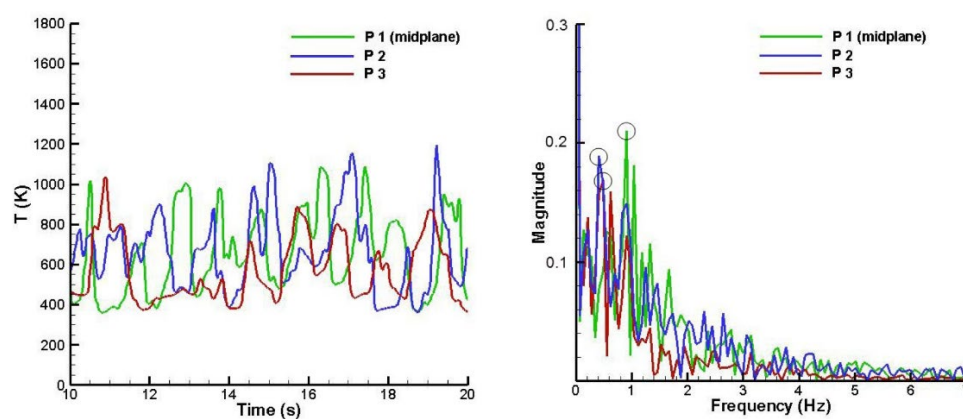 1800
1600
1400
1200
1000
800
600
400
200
0
T (K)
10 12 14 16 18 20
Time (s)
P 1 (midplane)
P 2
P 3
0.3
0.2
0.1
0
Magnitude
0 1 2 3 4 5 6
Frequency (Hz)
P 1 (midplane)
P 2
P 3